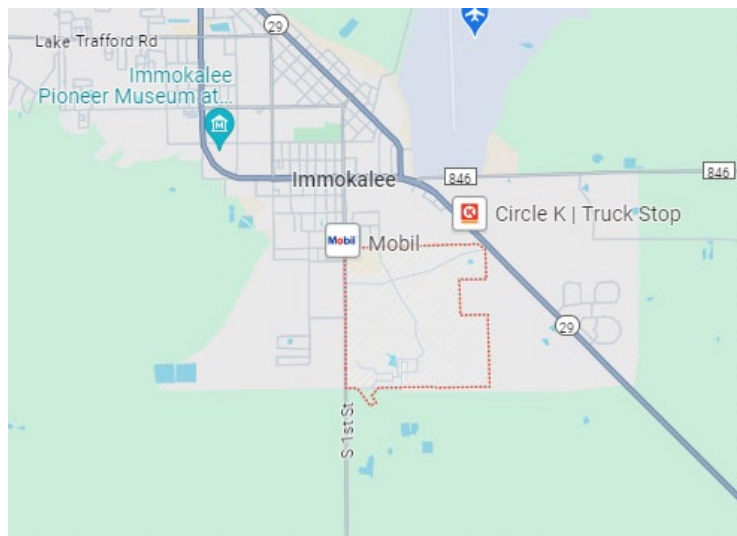 29
Lake Trafford Rd
Immokalee
Pioneer Museum at...
M
Immokalee
846
846
K
Circle K | Truck Stop
Mobil
Mobil
29
S 1st St